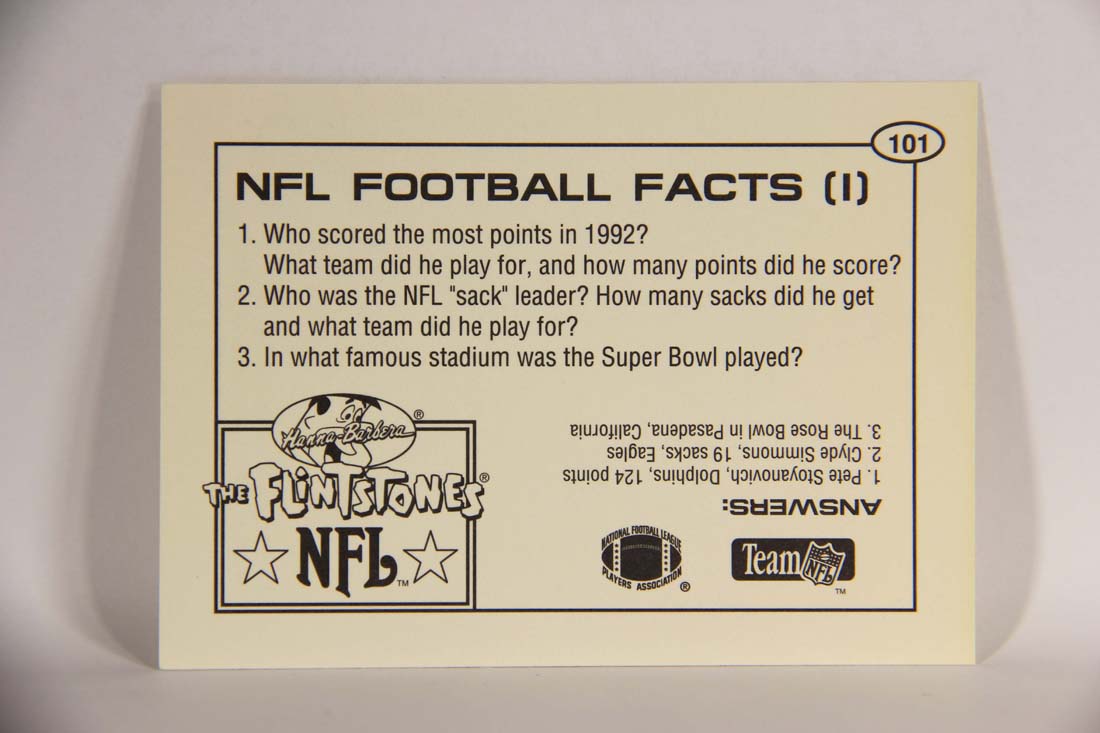 101
NFL FOOTBALL FACTS (I)
1. Who scored the most points in 1992?
What team did he play for, and how many points did he score?
2. Who was the NFL "sack" leader? How many sacks did he get
and what team did he play for?
3. In what famous stadium was the Super Bowl played?
Hanna-Barbera®
THE FLINTSTONES®
NFL™
ANSWERS:
1. Pete Stoyanovich, Dolphins, 124 points
2. Clyde Simmons, 19 sacks, Eagles
3. The Rose Bowl in Pasadena, California
NATIONAL FOOTBALL LEAGUE
PLAYERS ASSOCIATION ®
Team NFL ™